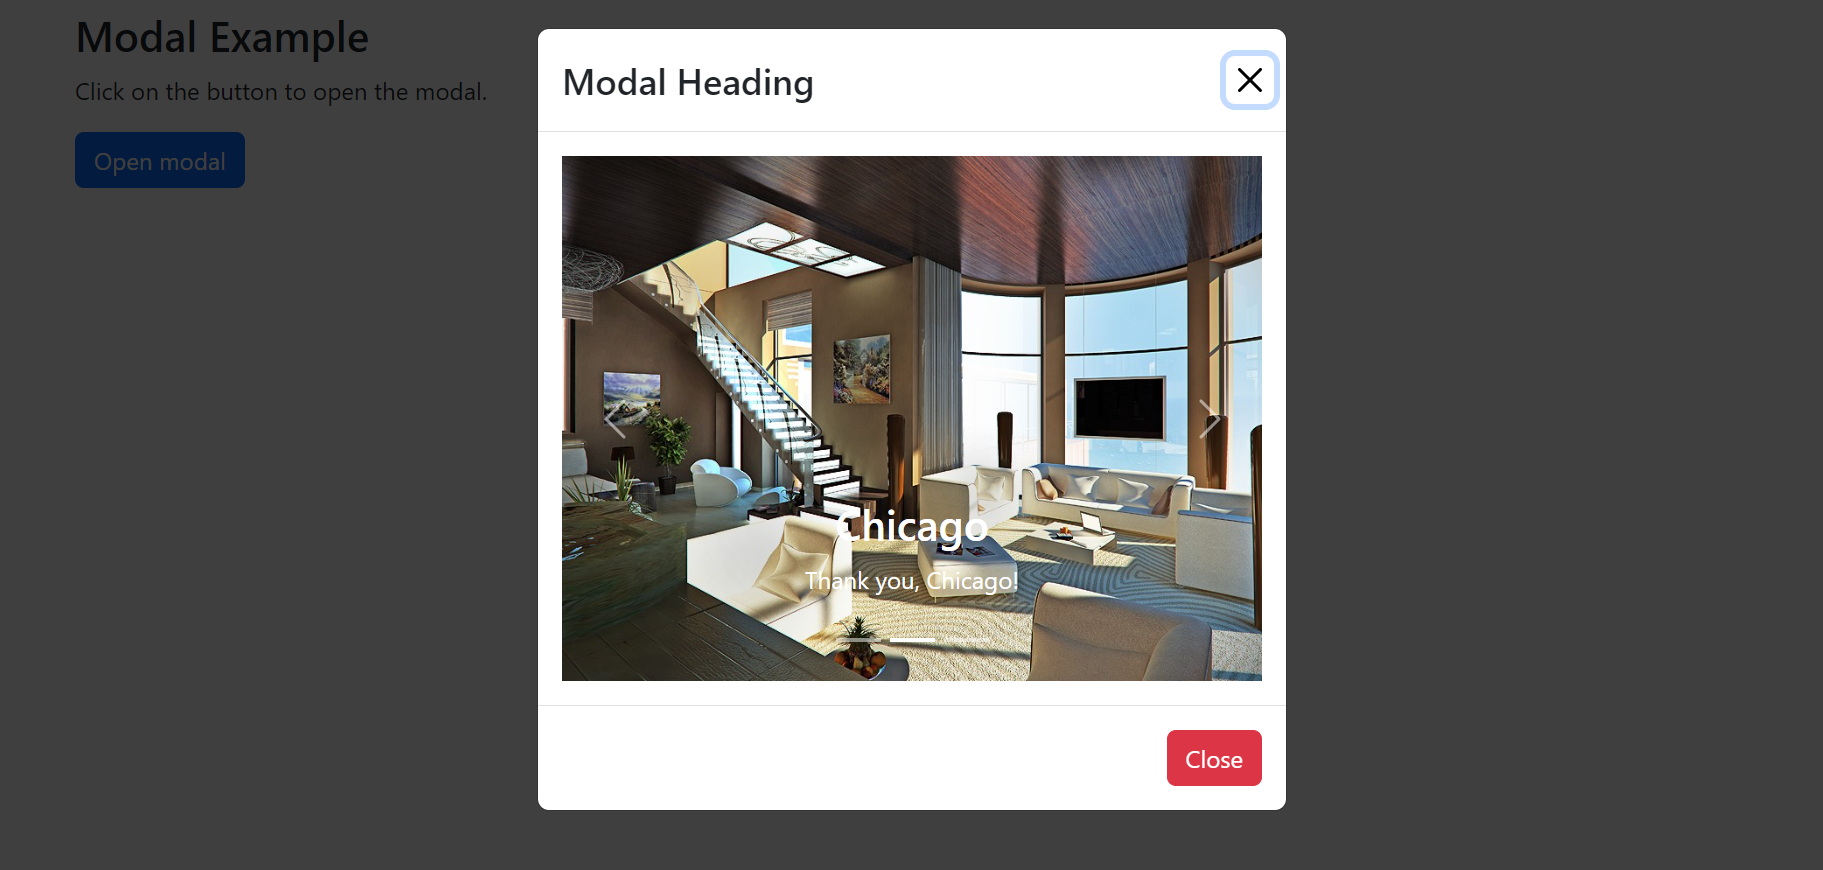 Modal Example
Click on the button to open the modal.
Open modal
Modal Heading
Chicago
Thank you, Chicago!
Close